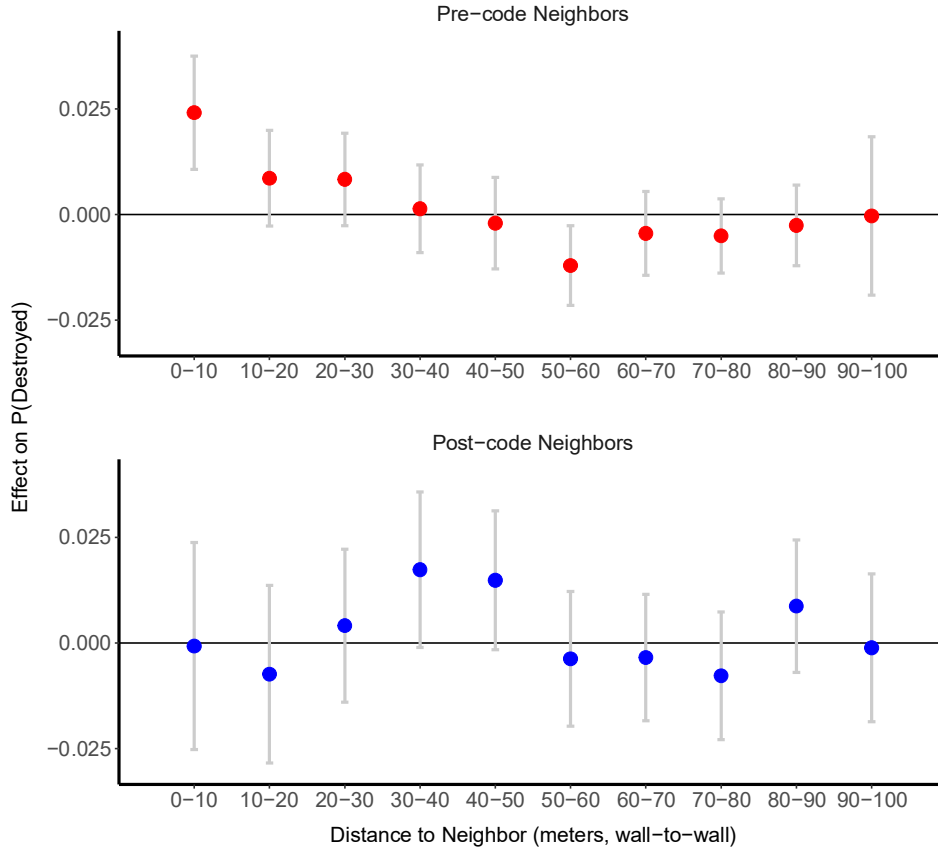 Pre−code Neighbors
0.025
0.000
−0.025
0−10 10−20 20−30 30−40 40−50 50−60 60−70 70−80 80−90 90−100
Effect on P(Destroyed)
Post−code Neighbors
0.025
0.000
−0.025
0−10 10−20 20−30 30−40 40−50 50−60 60−70 70−80 80−90 90−100
Distance to Neighbor (meters, wall−to−wall)